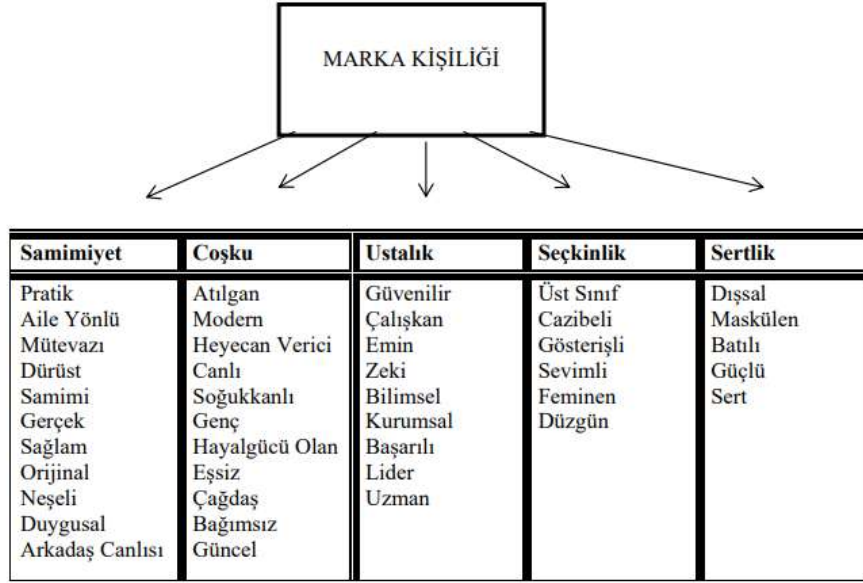 MARKA KİŞİLİĞİ
Samimiyet Coşku Ustalık Seçkinlik Sertlik
Pratik Atılgan Güvenilir Üst Sınıf Dışsal
Aile Yönlü Modern Çalışkan Cazibeli Maskülen
Mütevazı Heyecan Verici Emin Gösterişli Batılı
Dürüst Canlı Zeki Sevimli Güçlü
Samimi Soğukkanlı Bilimsel Feminen Sert
Gerçek Genç Kurumsal Düzgün
Sağlam Hayalgücü Olan Başarılı
Orijinal Eşsiz Lider
Neşeli Çağdaş Uzman
Duygusal Bağımsız
Arkadaş Canlısı Güncel